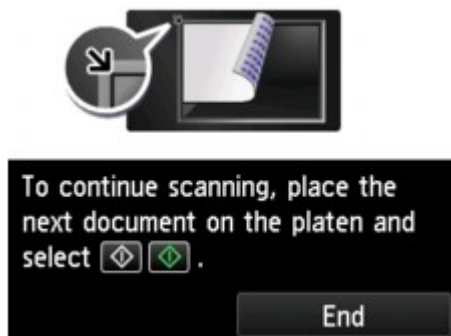 To continue scanning, place the
next document on the platen and
select .
End